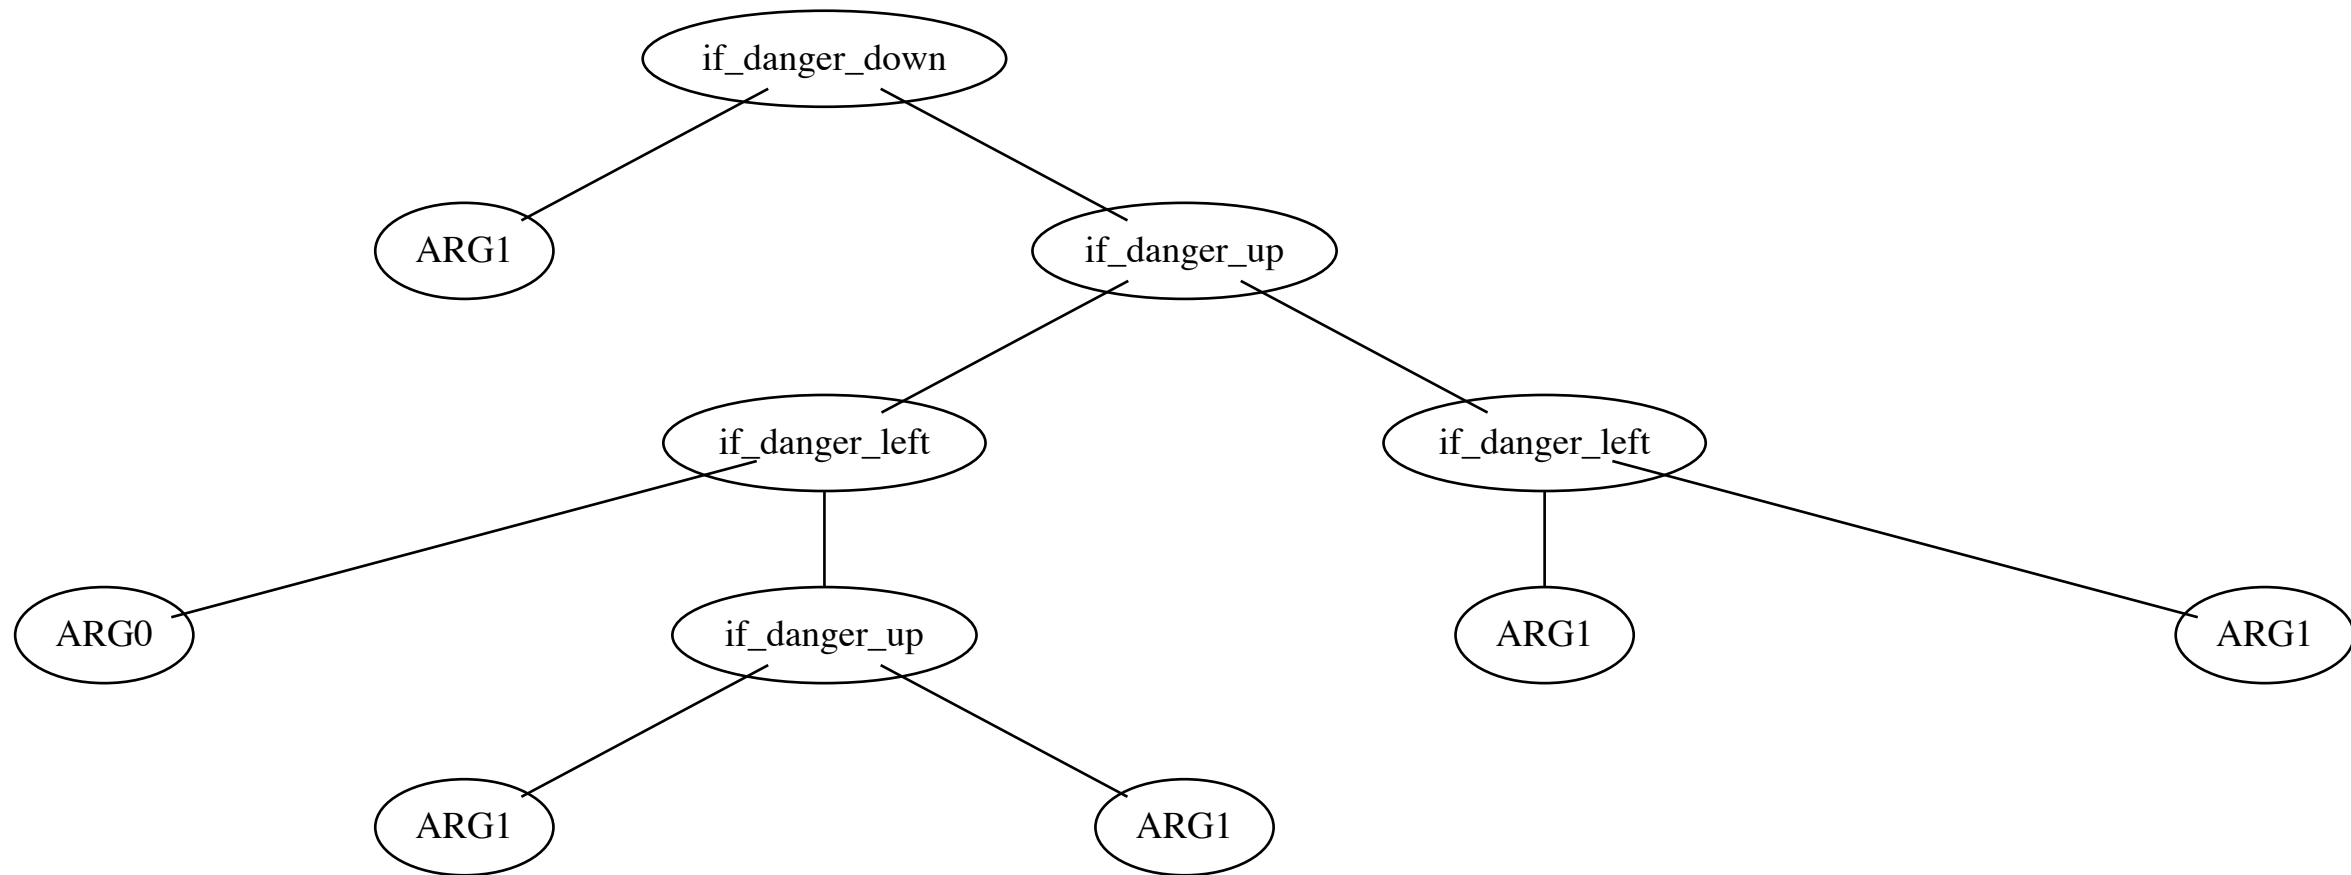 if_danger_down
ARG1
if_danger_up
if_danger_left
if_danger_left
ARG0
if_danger_up
ARG1
ARG1
ARG1
ARG1